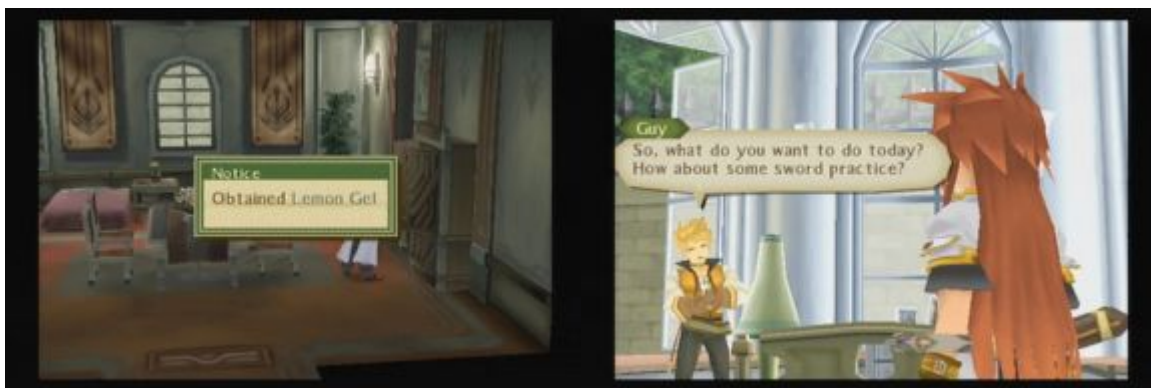 Notice
Obtained Lemon Gel
Guy
So, what do you want to do today?
How about some sword practice?